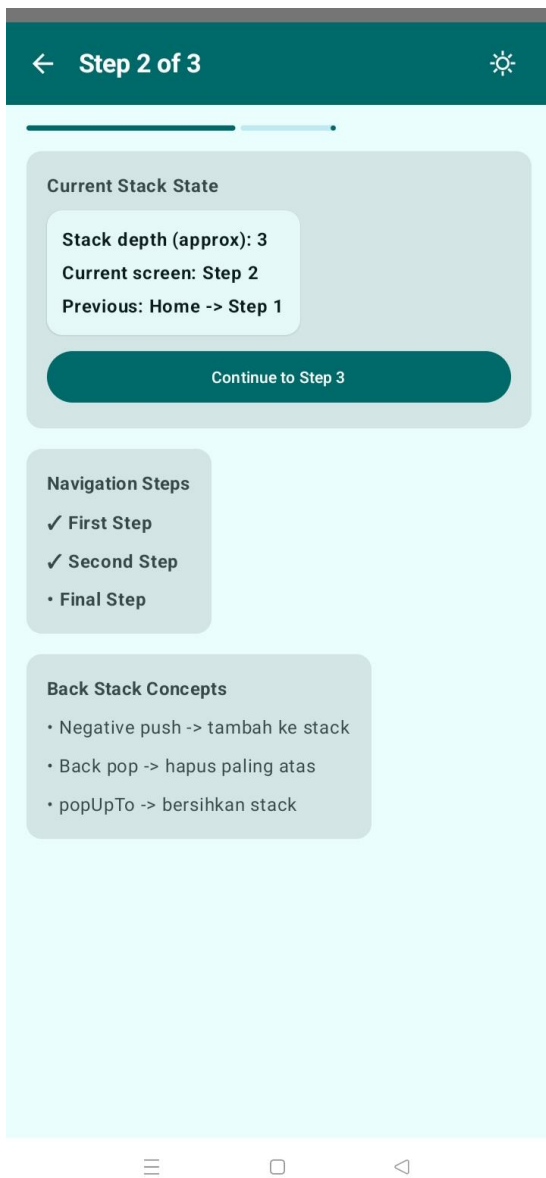 Step 2 of 3
Current Stack State
Stack depth (approx): 3
Current screen: Step 2
Previous: Home -> Step 1
Continue to Step 3
Navigation Steps
✓ First Step
✓ Second Step
• Final Step
Back Stack Concepts
• Negative push -> tambah ke stack
• Back pop -> hapus paling atas
• popUpTo -> bersihkan stack